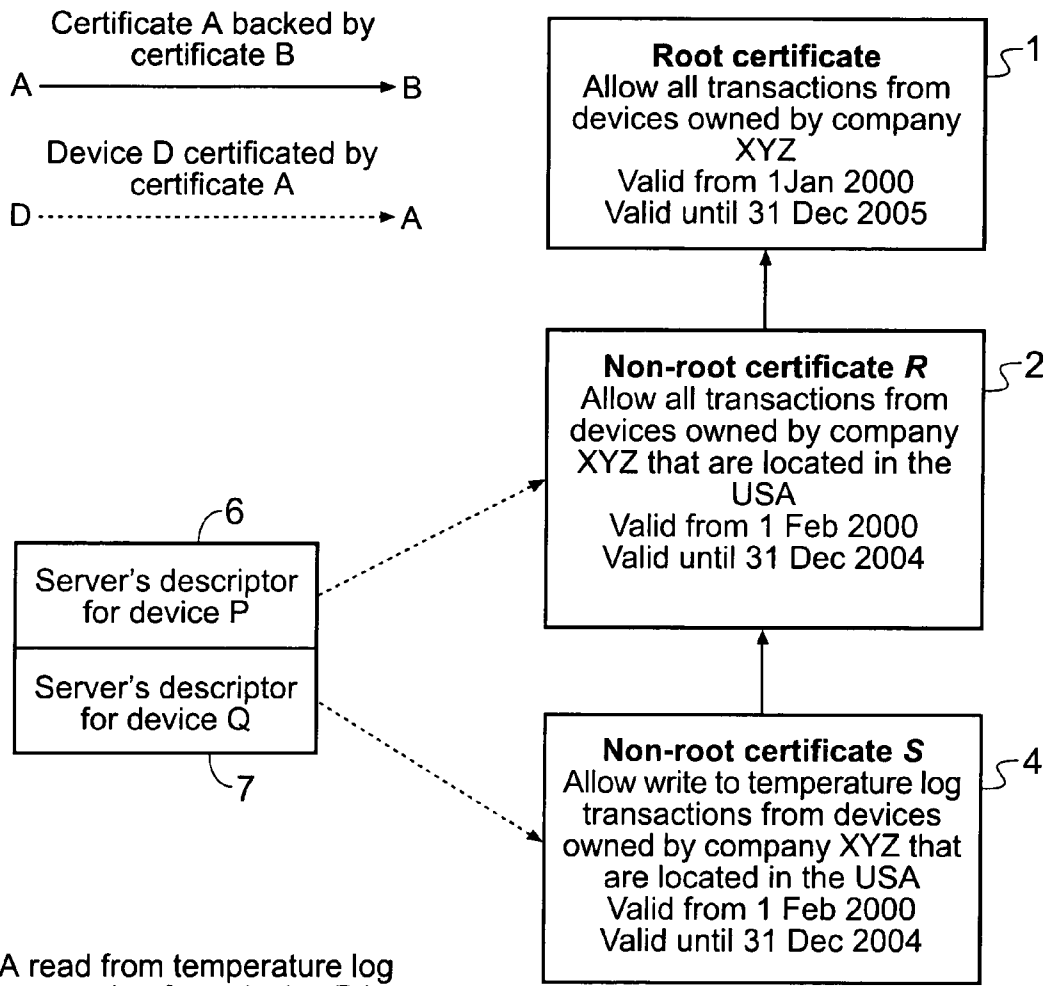 Certificate A backed by
certificate B
A B
Device D certificated by
certificate A
D A
Root certificate
Allow all transactions from
devices owned by company
XYZ
Valid from 1Jan 2000
Valid until 31 Dec 2005
1
Non-root certificate R
Allow all transactions from
devices owned by company
XYZ that are located in the
USA
Valid from 1 Feb 2000
Valid until 31 Dec 2004
2
6
Server's descriptor
for device P
Server's descriptor
for device Q
7
Non-root certificate S
Allow write to temperature log
transactions from devices
owned by company XYZ that
are located in the USA
Valid from 1 Feb 2000
Valid until 31 Dec 2004
4
A read from temperature log